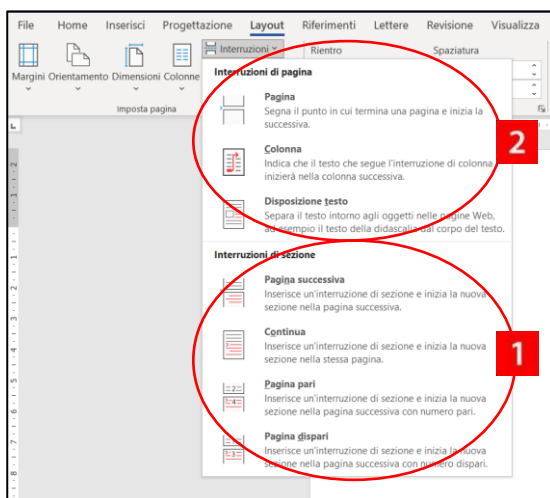 File Home Inserisci Progettazione Layout Riferimenti Lettere Revisione Visualizza
Margini Orientamento Dimensioni Colonne
Imposta pagina
Interruzioni
Rientro Spaziatura
Interruzioni di pagina
Pagina
Segna il punto in cui termina una pagina e inizia la
successiva.
Colonna
Indica che il testo che segue l'interruzione di colonna
inizierà nella colonna successiva.
2
Disposizione testo
Separa il testo intorno agli oggetti nelle pagine Web,
ad esempio il testo della didascalia dal corpo del testo.
Interruzioni di sezione
Pagina successiva
Inserisce un'interruzione di sezione e inizia la nuova
sezione nella pagina successiva.
Continua
Inserisce un'interruzione di sezione e inizia la nuova
sezione nella stessa pagina.
1
Pagina pari
Inserisce un'interruzione di sezione e inizia la nuova
sezione nella pagina successiva con numero pari.
Pagina dispari
Inserisce un'interruzione di sezione e inizia la nuova
sezione nella pagina successiva con numero dispari.